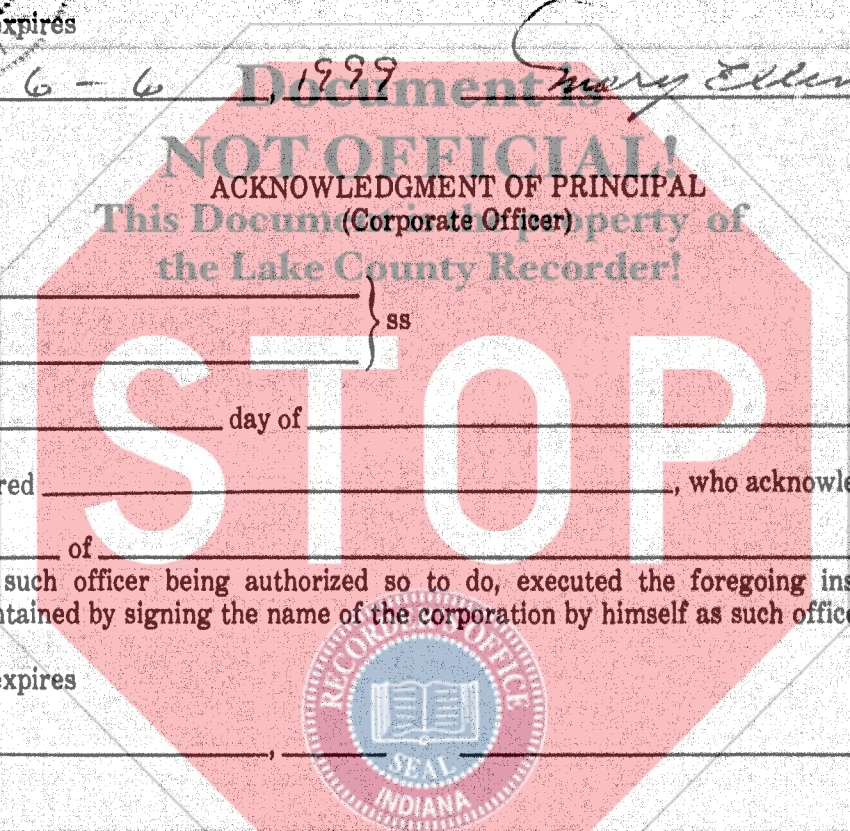 expires
6 - 6, 1999 Mary Ellen
Document is
NOT OFFICIAL!
ACKNOWLEDGMENT OF PRINCIPAL
This Document is the property of
(Corporate Officer)
the Lake County Recorder!
ss
STOP
day of
red , who acknowle
of
such officer being authorized so to do, executed the foregoing ins
ntained by signing the name of the corporation by himself as such office
RECORDER'S OFFICE
expires
,
SEAL
INDIANA